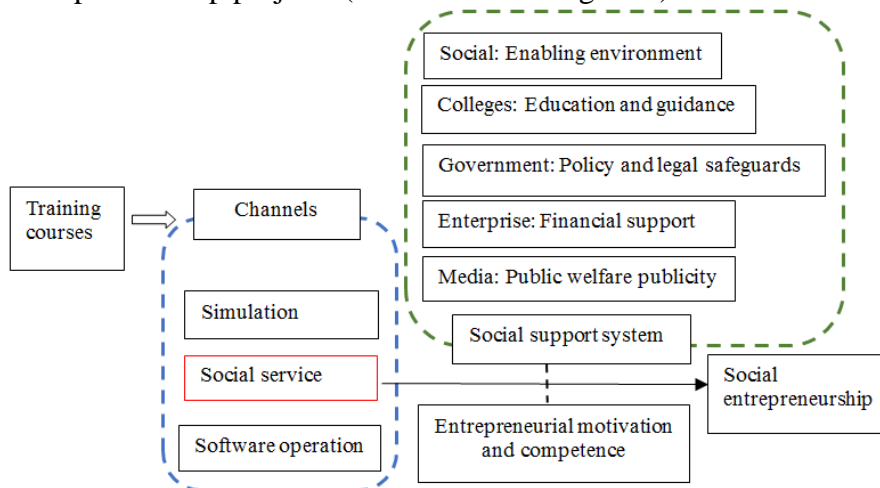 Social: Enabling environment
Colleges: Education and guidance
Government: Policy and legal safeguards
Training
courses
Channels
Enterprise: Financial support
Media: Public welfare publicity
Simulation
Social support system
Social service
Social
entrepreneurship
Software operation
Entrepreneurial motivation
and competence